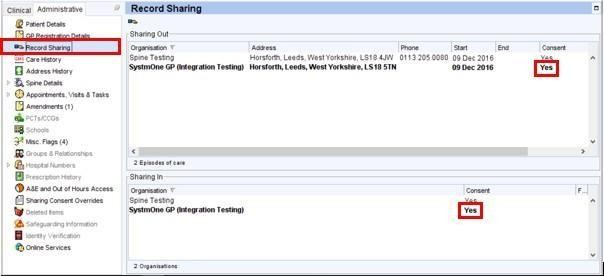 Clinical Administrative
Patient Details
GP Registration Details
Record Sharing
Care History
Address History
Spine Details
Appointments, Visits & Tasks
Amendments (1)
PCTs/CCGs
Schools
Misc. Flags (4)
Groups & Relationships
Hospital Numbers
Prescription History
A&E and Out of Hours Access
Sharing Consent Overrides
Deleted Items
Safeguarding Information
Identity Verification
Online Services
Record Sharing
Sharing Out
Organisation Address Phone Start End Consent
Spine Testing Horsforth, Leeds, West Yorkshire, LS18 4JW 0113 205 0080 09 Dec 2016 Yes
SystmOne GP (Integration Testing) Horsforth, Leeds, West Yorkshire, LS18 5TN 09 Dec 2016 Yes
2 Episodes of care
Sharing In
Organisation Consent F...
Spine Testing Yes
SystmOne GP (Integration Testing) Yes
2 Organisations